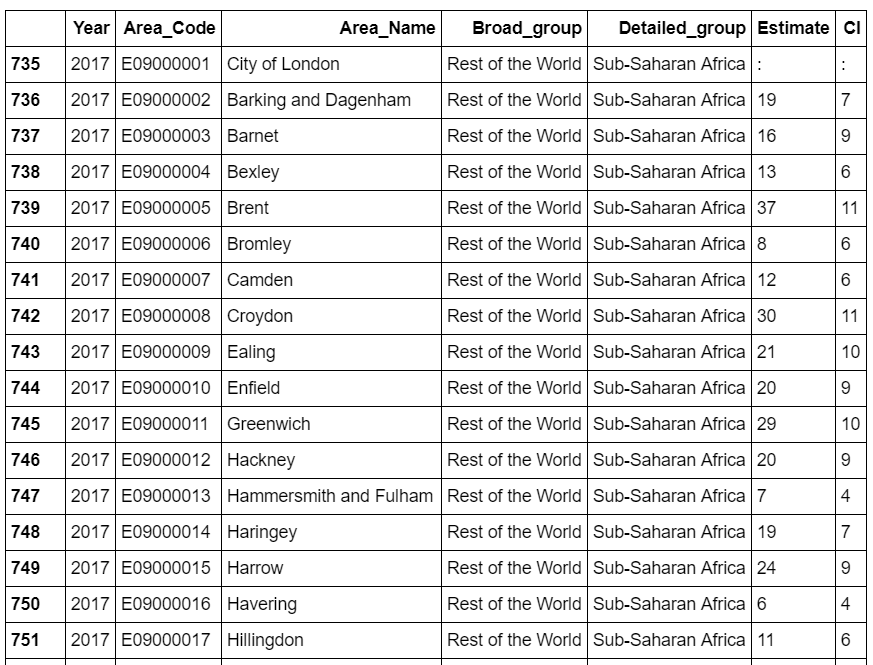 Year Area_Code Area_Name Broad_group Detailed_group Estimate CI
735 2017 E09000001 City of London Rest of the World Sub-Saharan Africa : :
736 2017 E09000002 Barking and Dagenham Rest of the World Sub-Saharan Africa 19 7
737 2017 E09000003 Barnet Rest of the World Sub-Saharan Africa 16 9
738 2017 E09000004 Bexley Rest of the World Sub-Saharan Africa 13 6
739 2017 E09000005 Brent Rest of the World Sub-Saharan Africa 37 11
740 2017 E09000006 Bromley Rest of the World Sub-Saharan Africa 8 6
741 2017 E09000007 Camden Rest of the World Sub-Saharan Africa 12 6
742 2017 E09000008 Croydon Rest of the World Sub-Saharan Africa 30 11
743 2017 E09000009 Ealing Rest of the World Sub-Saharan Africa 21 10
744 2017 E09000010 Enfield Rest of the World Sub-Saharan Africa 20 9
745 2017 E09000011 Greenwich Rest of the World Sub-Saharan Africa 29 10
746 2017 E09000012 Hackney Rest of the World Sub-Saharan Africa 20 9
747 2017 E09000013 Hammersmith and Fulham Rest of the World Sub-Saharan Africa 7 4
748 2017 E09000014 Haringey Rest of the World Sub-Saharan Africa 19 7
749 2017 E09000015 Harrow Rest of the World Sub-Saharan Africa 24 9
750 2017 E09000016 Havering Rest of the World Sub-Saharan Africa 6 4
751 2017 E09000017 Hillingdon Rest of the World Sub-Saharan Africa 11 6